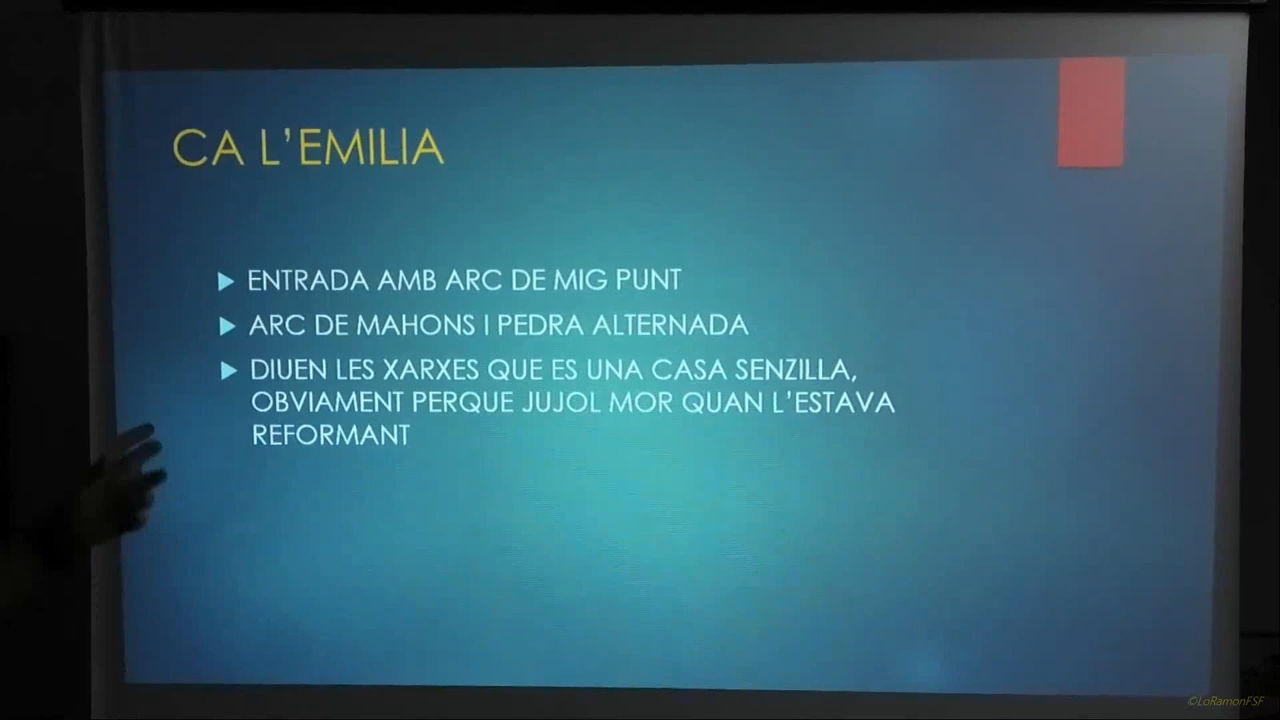 CA L'EMILIA
ENTRADA AMB ARC DE MIG PUNT
ARC DE MAHONS I PEDRA ALTERNADA
DIUEN LES XARXES QUE ES UNA CASA SENZILLA,
OBVIAMENT PERQUE JUJOL MOR QUAN L'ESTAVA
REFORMANT
©LoRamonFSF